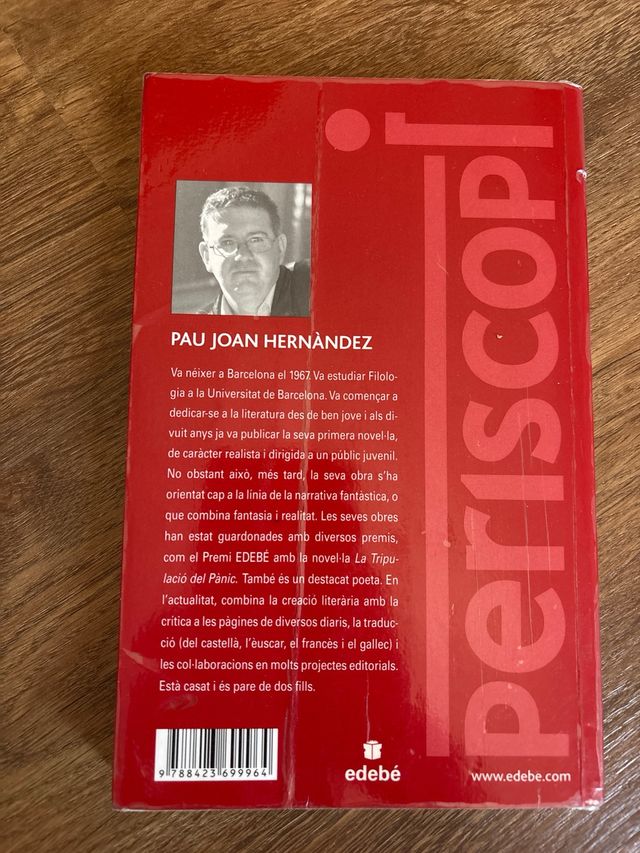 periscopi
PAU JOAN HERNÀNDEZ
Va néixer a Barcelona el 1967. Va estudiar Filolo-
gia a la Universitat de Barcelona. Va començar a
dedicar-se a la literatura des de ben jove i als di-
vuit anys ja va publicar la seva primera novel·la,
de caràcter realista i dirigida a un públic juvenil.
No obstant això, més tard, la seva obra s'ha
orientat cap a la línia de la narrativa fantàstica, o
que combina fantasia i realitat. Les seves obres
han estat guardonades amb diversos premis,
com el Premi EDEBÉ amb la novel·la La Tripu-
lació del Pànic. També és un destacat poeta. En
l'actualitat, combina la creació literària amb la
crítica a les pàgines de diversos diaris, la traduc-
ció (del castellà, l'èuscar, el francès i el gallec) i
les col·laboracions en molts projectes editorials.
Està casat i és pare de dos fills.
9 788423 699964
edebé
www.edebe.com